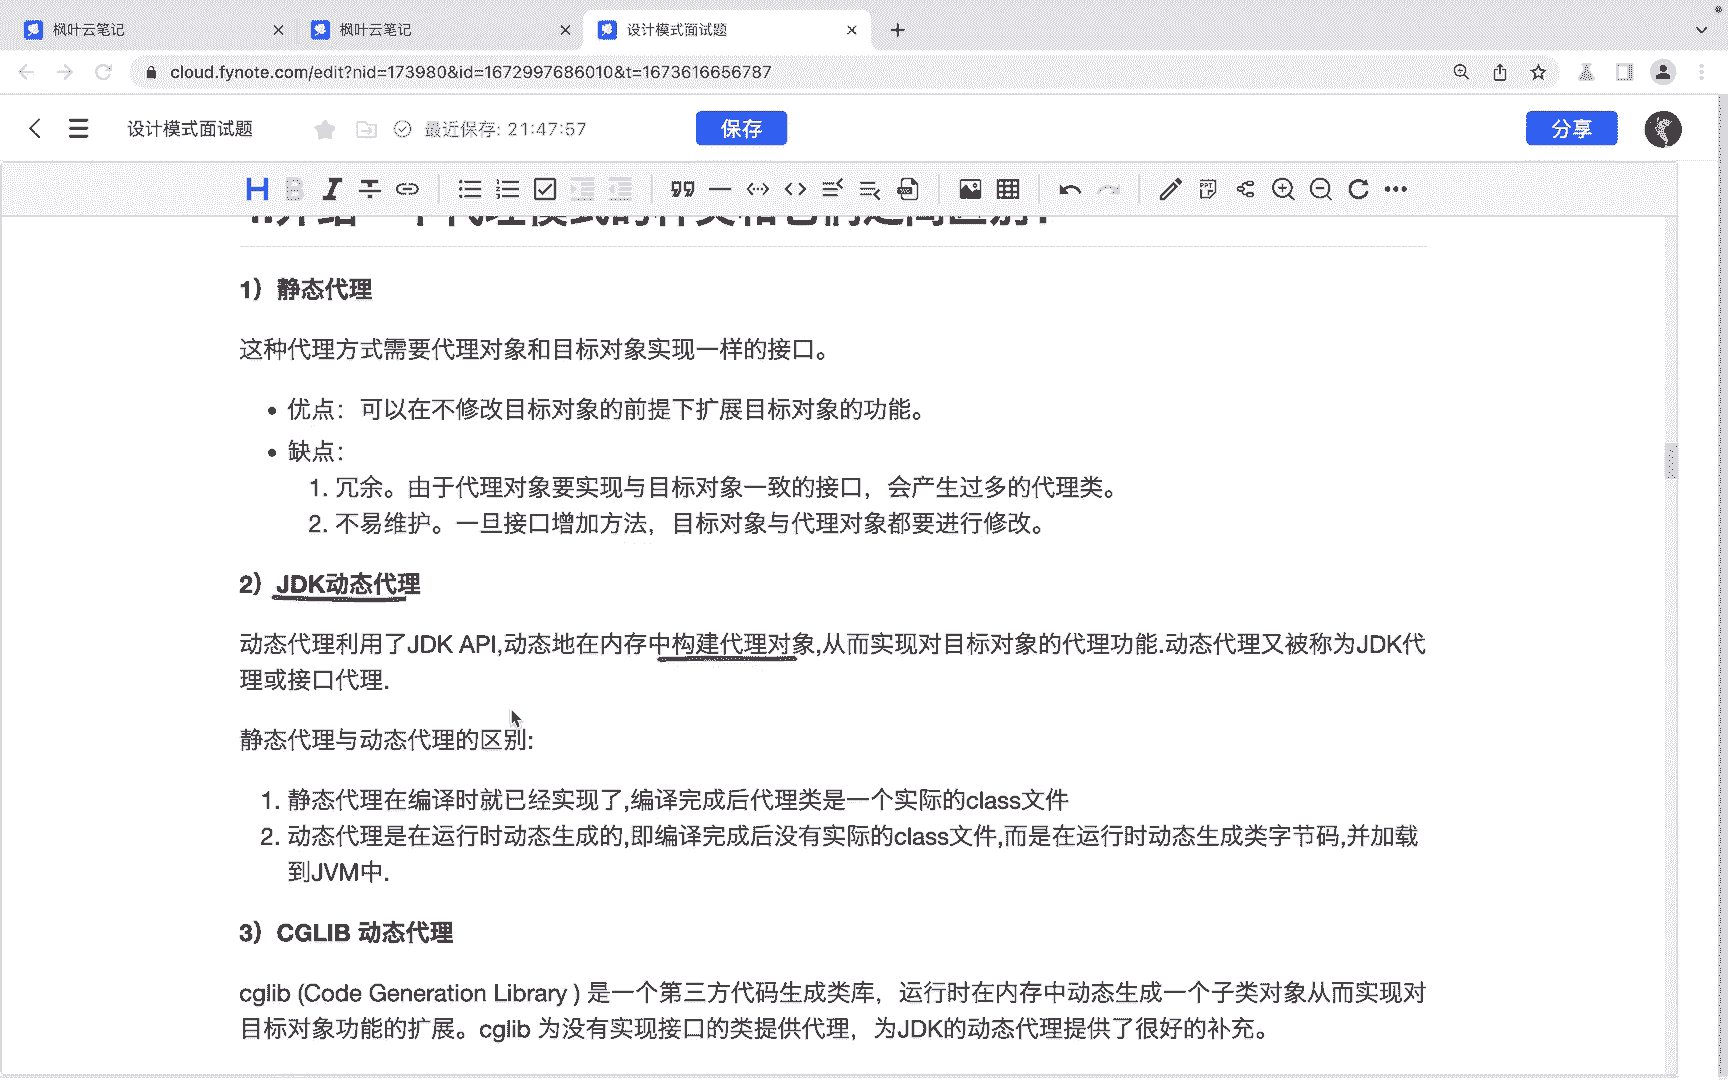 枫叶云笔记
枫叶云笔记
设计模式面试题
cloud.fynote.com/edit?nid=173980&id=1672997686010&t=1673616656787
设计模式面试题
最近保存: 21:47:57
保存
分享
介绍一下代理模式的种类和它们之间区别?
1）静态代理
这种代理方式需要代理对象和目标对象实现一样的接口。
• 优点：可以在不修改目标对象的前提下扩展目标对象的功能。
• 缺点：
1. 冗余。由于代理对象要实现与目标对象一致的接口，会产生过多的代理类。
2. 不易维护。一旦接口增加方法，目标对象与代理对象都要进行修改。
2）JDK动态代理
动态代理利用了JDK API,动态地在内存中构建代理对象,从而实现对目标对象的代理功能.动态代理又被称为JDK代
理或接口代理.
静态代理与动态代理的区别:
1. 静态代理在编译时就已经实现了,编译完成后代理类是一个实际的class文件
2. 动态代理是在运行时动态生成的,即编译完成后没有实际的class文件,而是在运行时动态生成类字节码,并加载
到JVM中.
3）CGLIB 动态代理
cglib (Code Generation Library ) 是一个第三方代码生成类库，运行时在内存中动态生成一个子类对象从而实现对
目标对象功能的扩展。cglib 为没有实现接口的类提供代理，为JDK的动态代理提供了很好的补充。